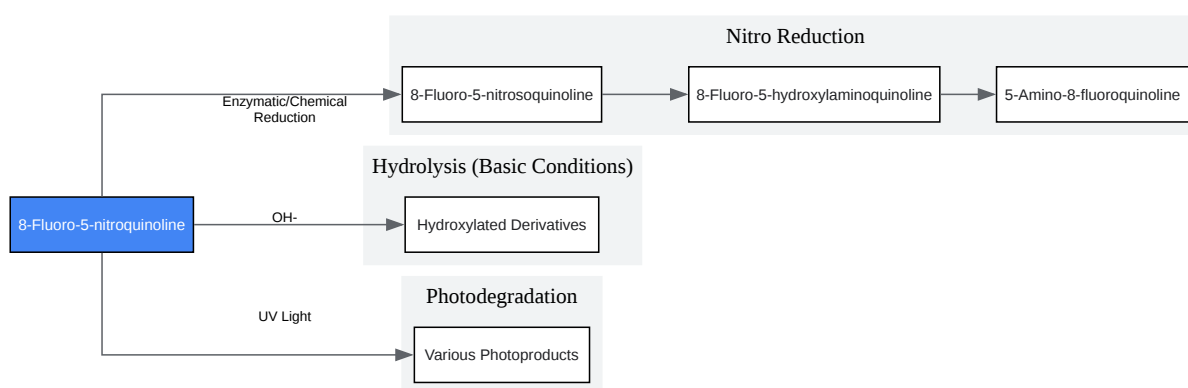 Nitro Reduction
Enzymatic/Chemical
Reduction
8-Fluoro-5-nitrosoquinoline
8-Fluoro-5-hydroxylaminoquinoline
5-Amino-8-fluoroquinoline
Hydrolysis (Basic Conditions)
8-Fluoro-5-nitroquinoline
OH-
Hydroxylated Derivatives
Photodegradation
UV Light
Various Photoproducts